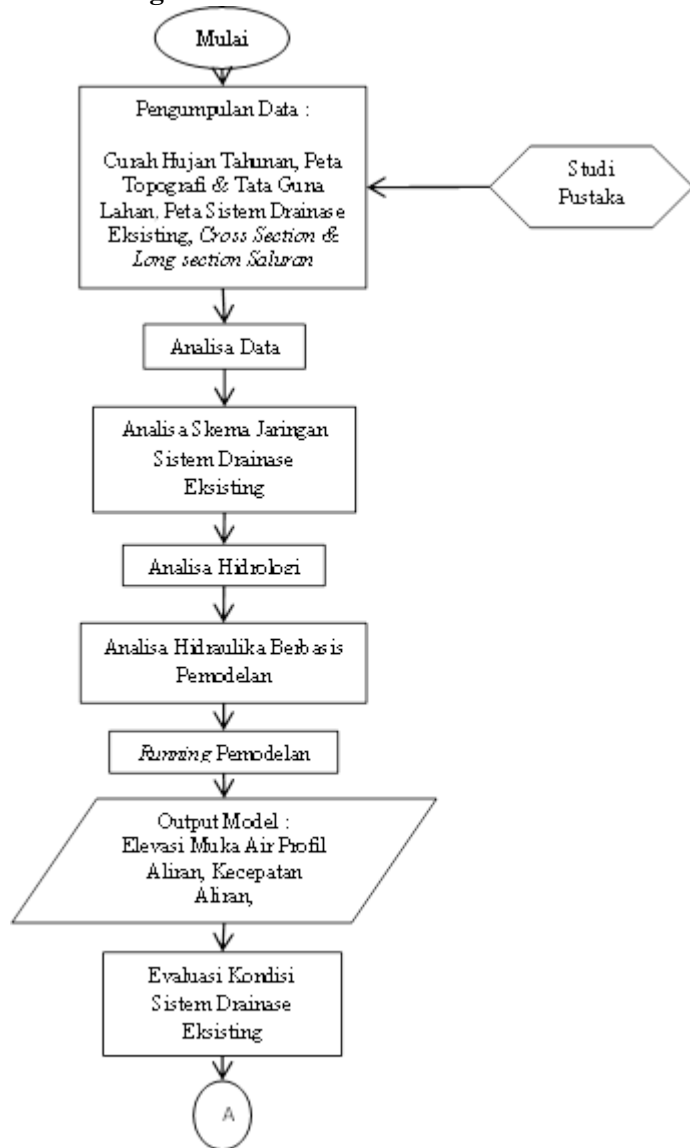 Mulai
Pengumpulan Data :
Curah Hujan Tahunan, Peta
Topografi & Tata Guna
Lahan, Peta Sistem Drainase
Eksisting, Cross Section &
Long section Saluran
Studi
Pustaka
Analisa Data
Analisa Skema Jaringan
Sistem Drainase
Eksisting
Analisa Hidrologi
Analisa Hidraulika Berbasis
Pemodelan
Running Pemodelan
Output Model :
Elevasi Muka Air Profil
Aliran, Kecepatan
Aliran,
Evaluasi Kondisi
Sistem Drainase
Eksisting
A